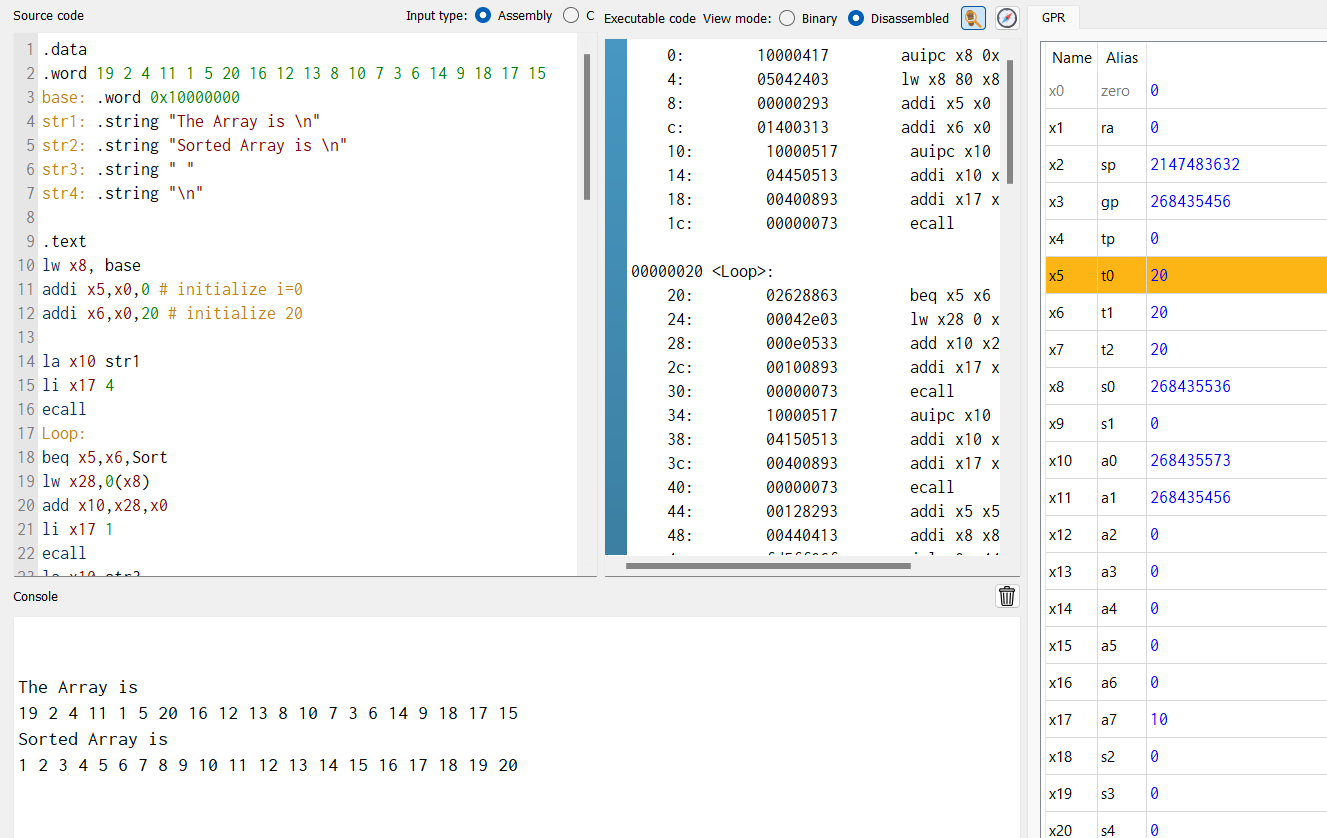 Source code
Input type: Assembly C
1 .data
2 .word 19 2 4 11 1 5 20 16 12 13 8 10 7 3 6 14 9 18 17 15
3 base: .word 0x10000000
4 str1: .string "The Array is \n"
5 str2: .string "Sorted Array is \n"
6 str3: .string " "
7 str4: .string "\n"
8
9 .text
10 lw x8, base
11 addi x5,x0,0 # initialize i=0
12 addi x6,x0,20 # initialize 20
13
14 la x10 str1
15 li x17 4
16 ecall
17 Loop:
18 beq x5,x6,Sort
19 lw x28,0(x8)
20 add x10,x28,x0
21 li x17 1
22 ecall
Executable code View mode: Binary Disassembled
0: 10000417 auipc x8 0x
4: 05042403 lw x8 80 x8
8: 00000293 addi x5 x0
c: 01400313 addi x6 x0
10: 10000517 auipc x10
14: 04450513 addi x10 x
18: 00400893 addi x17 x
1c: 00000073 ecall
00000020 <Loop>:
20: 02628863 beq x5 x6
24: 00042e03 lw x28 0 x
28: 000e0533 add x10 x2
2c: 00100893 addi x17 x
30: 00000073 ecall
34: 10000517 auipc x10
38: 04150513 addi x10 x
3c: 00400893 addi x17 x
40: 00000073 ecall
44: 00128293 addi x5 x5
48: 00440413 addi x8 x8
Console
The Array is
19 2 4 11 1 5 20 16 12 13 8 10 7 3 6 14 9 18 17 15
Sorted Array is
1 2 3 4 5 6 7 8 9 10 11 12 13 14 15 16 17 18 19 20
GPR
Name Alias
x0 zero 0
x1 ra 0
x2 sp 2147483632
x3 gp 268435456
x4 tp 0
x5 t0 20
x6 t1 20
x7 t2 20
x8 s0 268435536
x9 s1 0
x10 a0 268435573
x11 a1 268435456
x12 a2 0
x13 a3 0
x14 a4 0
x15 a5 0
x16 a6 0
x17 a7 10
x18 s2 0
x19 s3 0
x20 s4 0